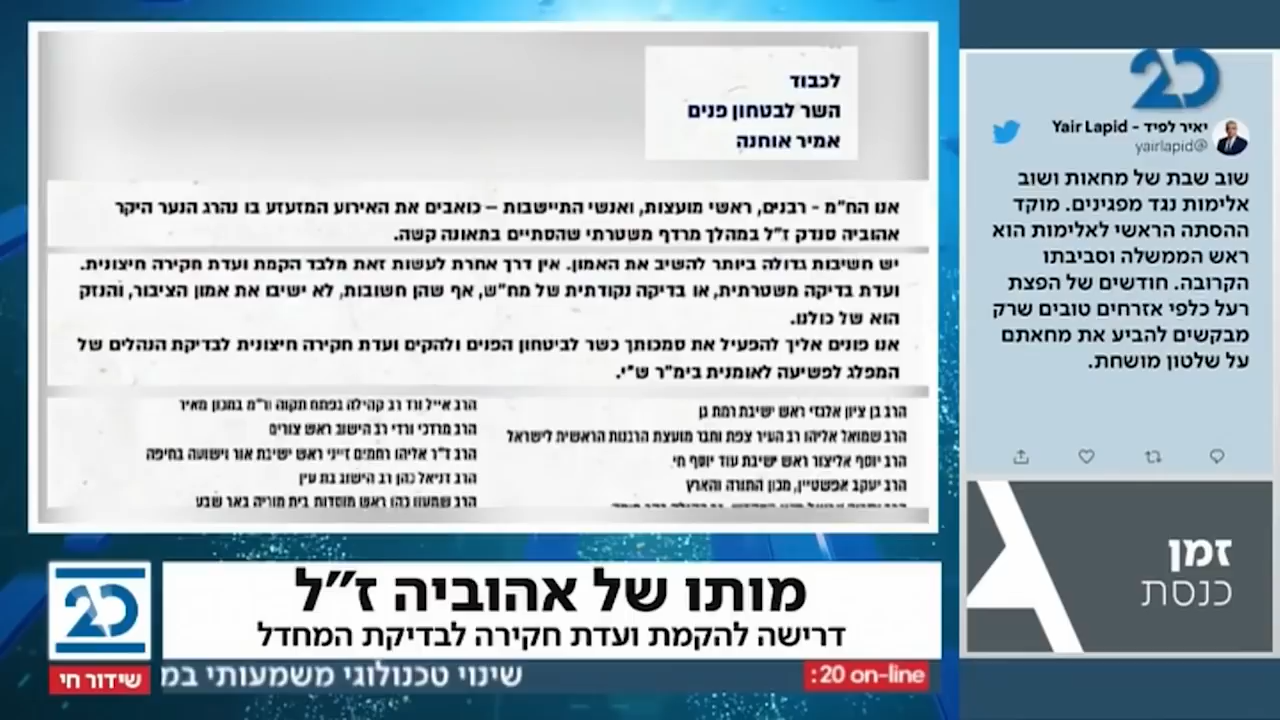 לכבוד
השר לבטחון פנים
אמיר אוחנה
אנו הח"מ - רבנים, ראשי מועצות, ואנשי התיישבות – כואבים את האירוע המזעזע בו נהרג הנער היקר
אהוביה סנדק ז"ל במהלך מרדף משטרתי שהסתיים בתאונה קשה.
יש חשיבות גדולה ביותר להשיב את האמון. אין דרך אחרת לעשות זאת מלבד הקמת ועדת חקירה חיצונית.
ועדת בדיקה משטרתית, או בדיקה נקודתית של מח"ש, אף שהן חשובות, לא ישיבו את אמון הציבור, והנזק
הוא של כולנו.
אנו פונים אליך להפעיל את סמכותך כשר לביטחון הפנים ולהקים ועדת חקירה חיצונית לבדיקת הנהלים של
המפלג לפשיעה לאומנית בימ"ר ש"י.
הרב בן ציון אלגזי ראש ישיבת רמת גן
הרב שמואל אליהו רב העיר צפת וחבר מועצת הרבנות הראשית לישראל
הרב יוסף אליצור ראש ישיבת עוד יוסף חי
הרב יעקב אפשטיין, מכון התורה והארץ
הרב אייל ורד רב קהילה בפתח תקוה ור"מ במכון מאיר
הרב מרדכי ורדי רב הישוב ראש צורים
הרב ד"ר אליהו רחמים זייני ראש ישיבת אור וישועה בחיפה
הרב דניאל כהן רב הישוב בת עין
הרב שמעון כהן ראש מוסדות בית מוריה באר שבע
מותו של אהוביה ז"ל
דרישה להקמת ועדת חקירה לבדיקת המחדל
20
שידור חי
20 on-line:
שינוי טכנולוגי משמעותי במ
20
יאיר לפיד - Yair Lapid
@yairlapid
שוב שבת של מחאות ושוב
אלימות נגד מפגינים. מוקד
ההסתה הראשי לאלימות הוא
ראש הממשלה וסביבתו
הקרובה. חודשים של הפצת
רעל כלפי אזרחים טובים שרק
מבקשים להביע את מחאתם
על שלטון מושחת.
זמן
כנסת